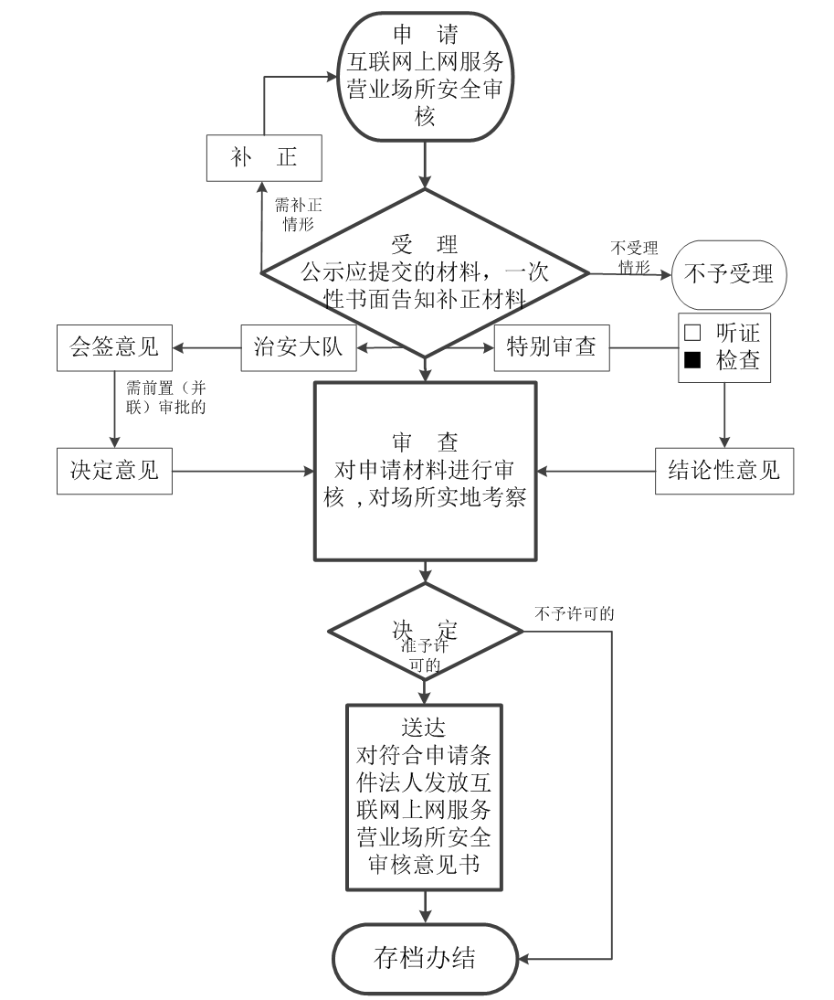 申 请
互联网上网服务
营业场所安全审
核
补 正
需补正
情形
受 理
公示应提交的材料，一次
性书面告知补正材料
不受理
情形
不予受理
会签意见
治安大队
特别审查
□ 听证
■ 检查
需前置（并
联）审批的
决定意见
审 查
对申请材料进行审
核 ,对场所实地考察
结论性意见
决 定
准予许
可的
不予许可的
送达
对符合申请条
件法人发放互
联网上网服务
营业场所安全
审核意见书
存档办结